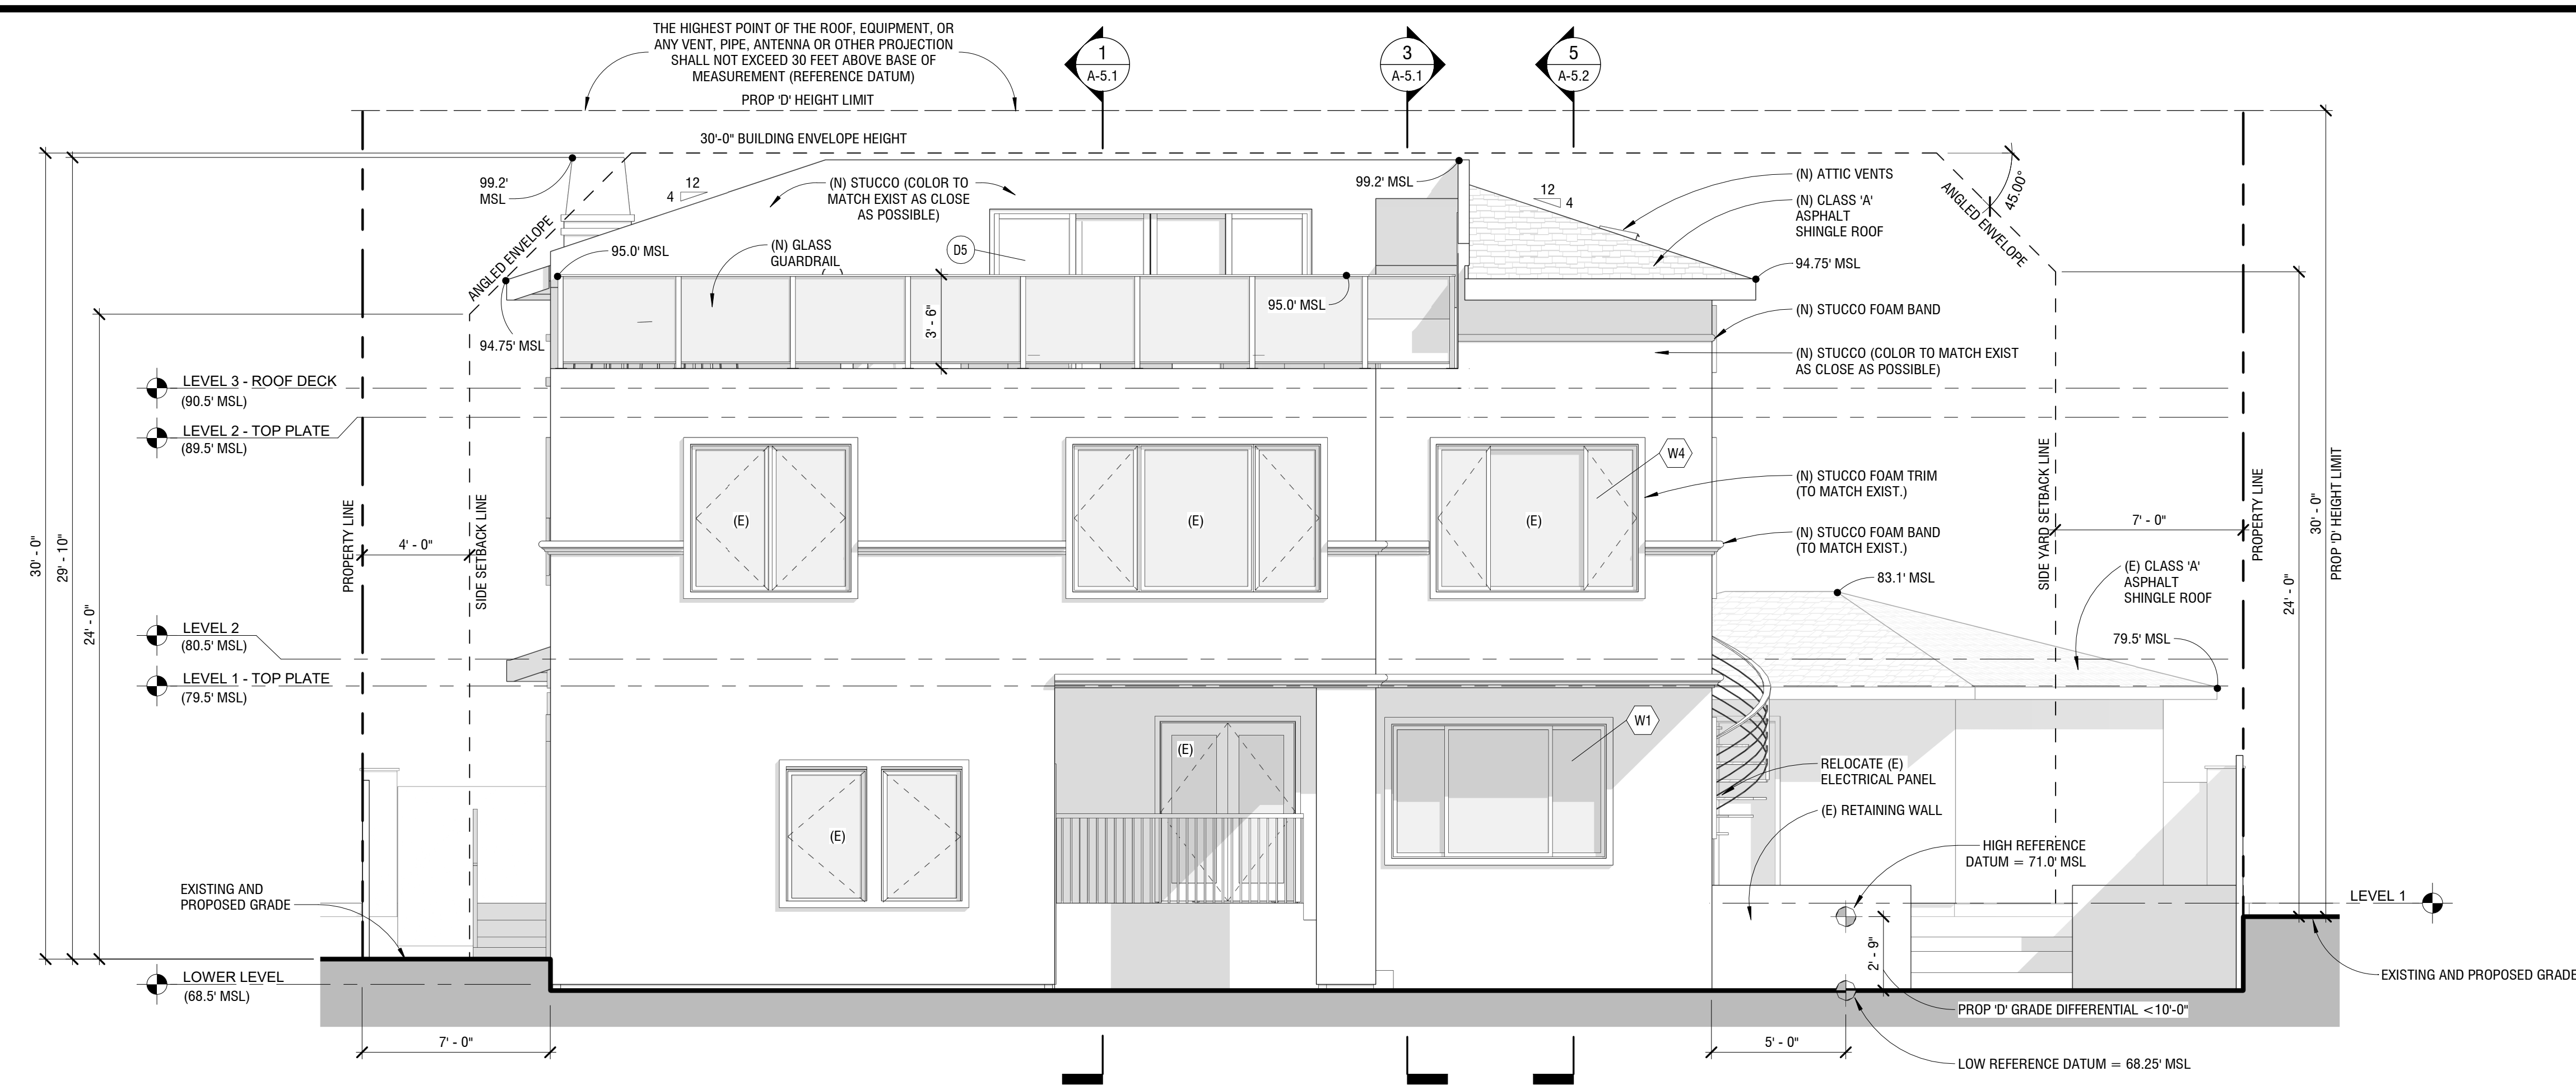 THE HIGHEST POINT OF THE ROOF, EQUIPMENT, OR
ANY VENT, PIPE, ANTENNA OR OTHER PROJECTION
SHALL NOT EXCEED 30 FEET ABOVE BASE OF
MEASUREMENT (REFERENCE DATUM)
PROP 'D' HEIGHT LIMIT
30'-0" BUILDING ENVELOPE HEIGHT
1
A-5.1
3
A-5.1
5
A-5.2
99.2'
MSL
12
4
(N) STUCCO (COLOR TO
MATCH EXIST AS CLOSE
AS POSSIBLE)
99.2' MSL
12
4
(N) ATTIC VENTS
(N) CLASS 'A'
ASPHALT
SHINGLE ROOF
45.00°
ANGLED ENVELOPE
ANGLED ENVELOPE
95.0' MSL
(N) GLASS
GUARDRAIL
D5
94.75' MSL
95.0' MSL
3' - 6"
(N) STUCCO FOAM BAND
94.75' MSL
(N) STUCCO (COLOR TO MATCH EXIST
AS CLOSE AS POSSIBLE)
LEVEL 3 - ROOF DECK
(90.5' MSL)
LEVEL 2 - TOP PLATE
(89.5' MSL)
30' - 0"
29' - 10"
24' - 0"
PROPERTY LINE
4' - 0"
SIDE SETBACK LINE
(E)
(E)
(E)
W4
(N) STUCCO FOAM TRIM
(TO MATCH EXIST.)
(N) STUCCO FOAM BAND
(TO MATCH EXIST.)
SIDE YARD SETBACK LINE
7' - 0"
PROPERTY LINE
24' - 0"
30' - 0"
PROP 'D' HEIGHT LIMIT
83.1' MSL
(E) CLASS 'A'
ASPHALT
SHINGLE ROOF
79.5' MSL
LEVEL 2
(80.5' MSL)
LEVEL 1 - TOP PLATE
(79.5' MSL)
W1
(E)
(E)
RELOCATE (E)
ELECTRICAL PANEL
(E) RETAINING WALL
HIGH REFERENCE
DATUM = 71.0' MSL
EXISTING AND
PROPOSED GRADE
LEVEL 1
2' - 9"
LOWER LEVEL
(68.5' MSL)
EXISTING AND PROPOSED GRADE
PROP 'D' GRADE DIFFERENTIAL <10'-0"
7' - 0"
5' - 0"
LOW REFERENCE DATUM = 68.25' MSL